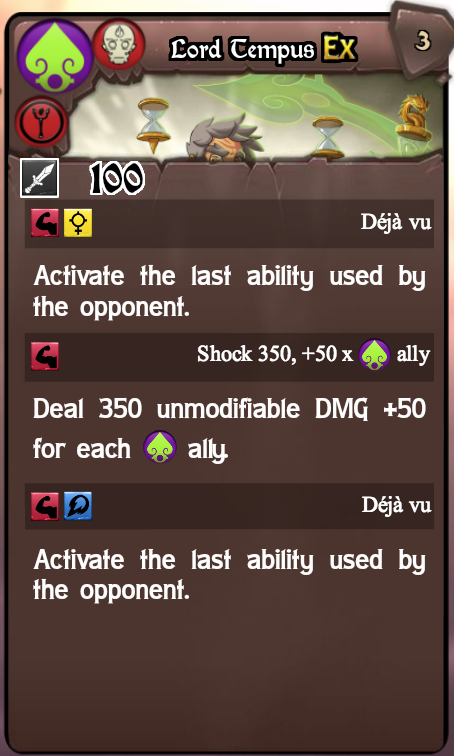 Lord Tempus Ex
3
100
Déjà vu
Activate the last ability used by
the opponent.
Shock 350, +50 x ally
Deal 350 unmodifiable DMG +50
for each ally.
Déjà vu
Activate the last ability used by
the opponent.